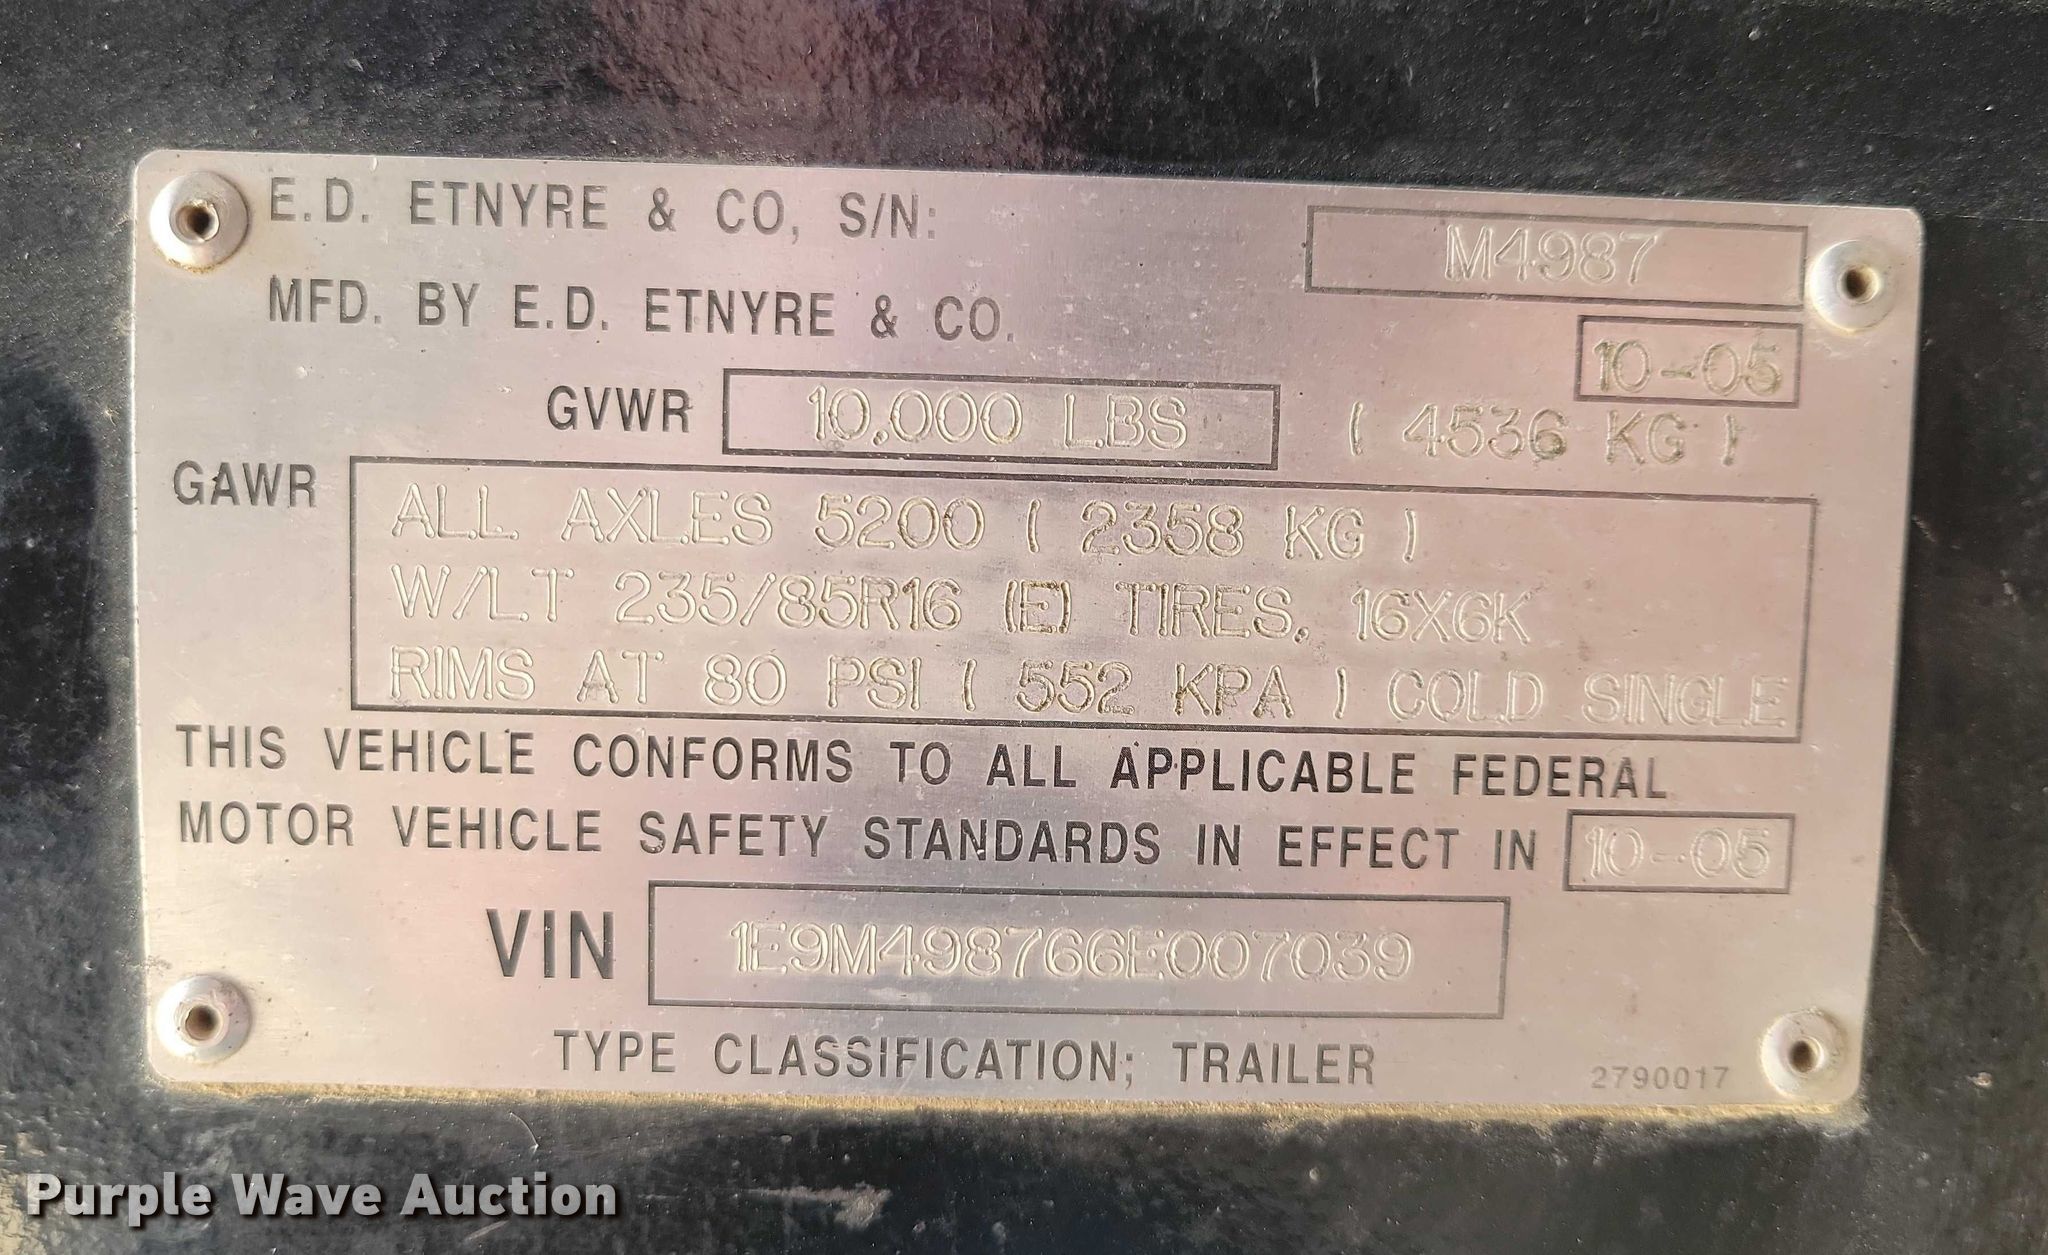 E.D. ETNYRE & CO, S/N: M4987
MFD. BY E.D. ETNYRE & CO. 10-05
GVWR 10,000 LBS ( 4536 KG )
GAWR ALL AXLES 5200 ( 2358 KG )
W/LT 235/85R16 (E) TIRES, 16X6K
RIMS AT 80 PSI ( 552 KPA ) COLD SINGLE
THIS VEHICLE CONFORMS TO ALL APPLICABLE FEDERAL
MOTOR VEHICLE SAFETY STANDARDS IN EFFECT IN 10-05
VIN 1E9M498766E007039
TYPE CLASSIFICATION; TRAILER 2790017
Purple Wave Auction